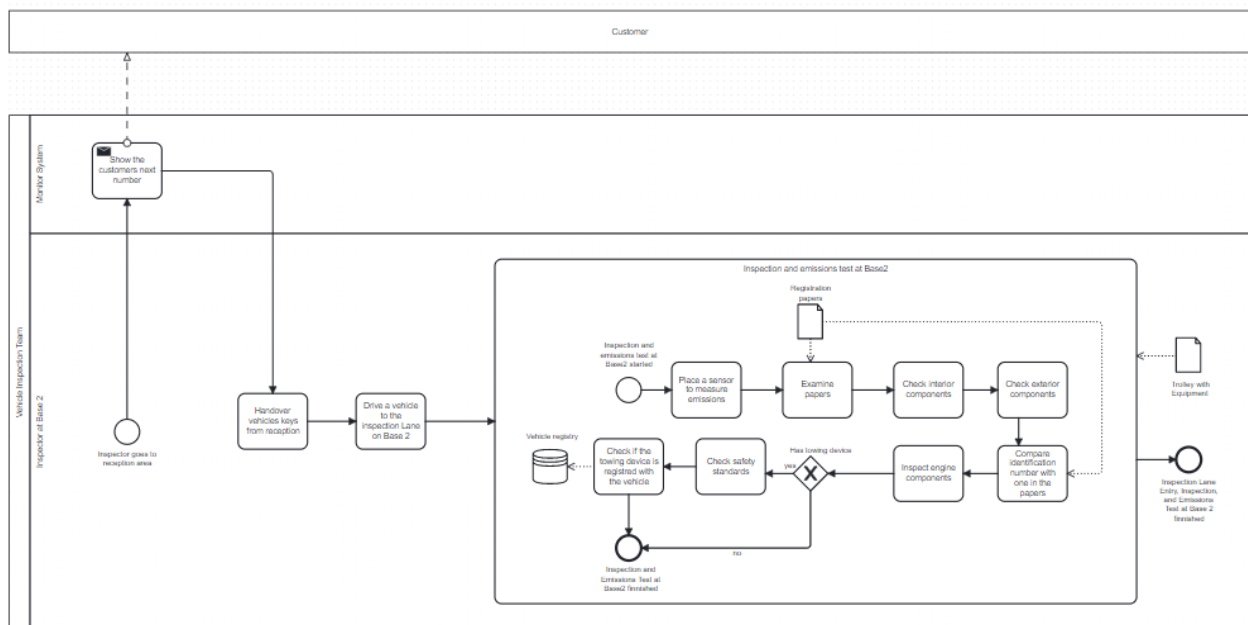 Customer
Vehicle Inspection Team
Monitor System
Show the
customers next
number
Inspector at Base 2
Inspector goes to
reception area
Handover
vehicles keys
from reception
Drive a vehicle
to the
inspection Lane
on Base 2
Inspection and emissions test at Base2
Registration
papers
Inspection and
emissions test at
Base2 started
Place a sensor
to measure
emissions
Examine
papers
Check interior
components
Check exterior
components
Trolley with
Equipment
Vehicle registry
Check if the
towing device is
registred with
the vehicle
Check safety
standards
yes
Has towing device
Inspect engine
components
Compare
identification
number with
one in the
papers
no
Inspection and
Emissions Test at
Base2 finnished
Inspection Lane
Entry, Inspection,
and Emissions
Test at Base 2
finnished